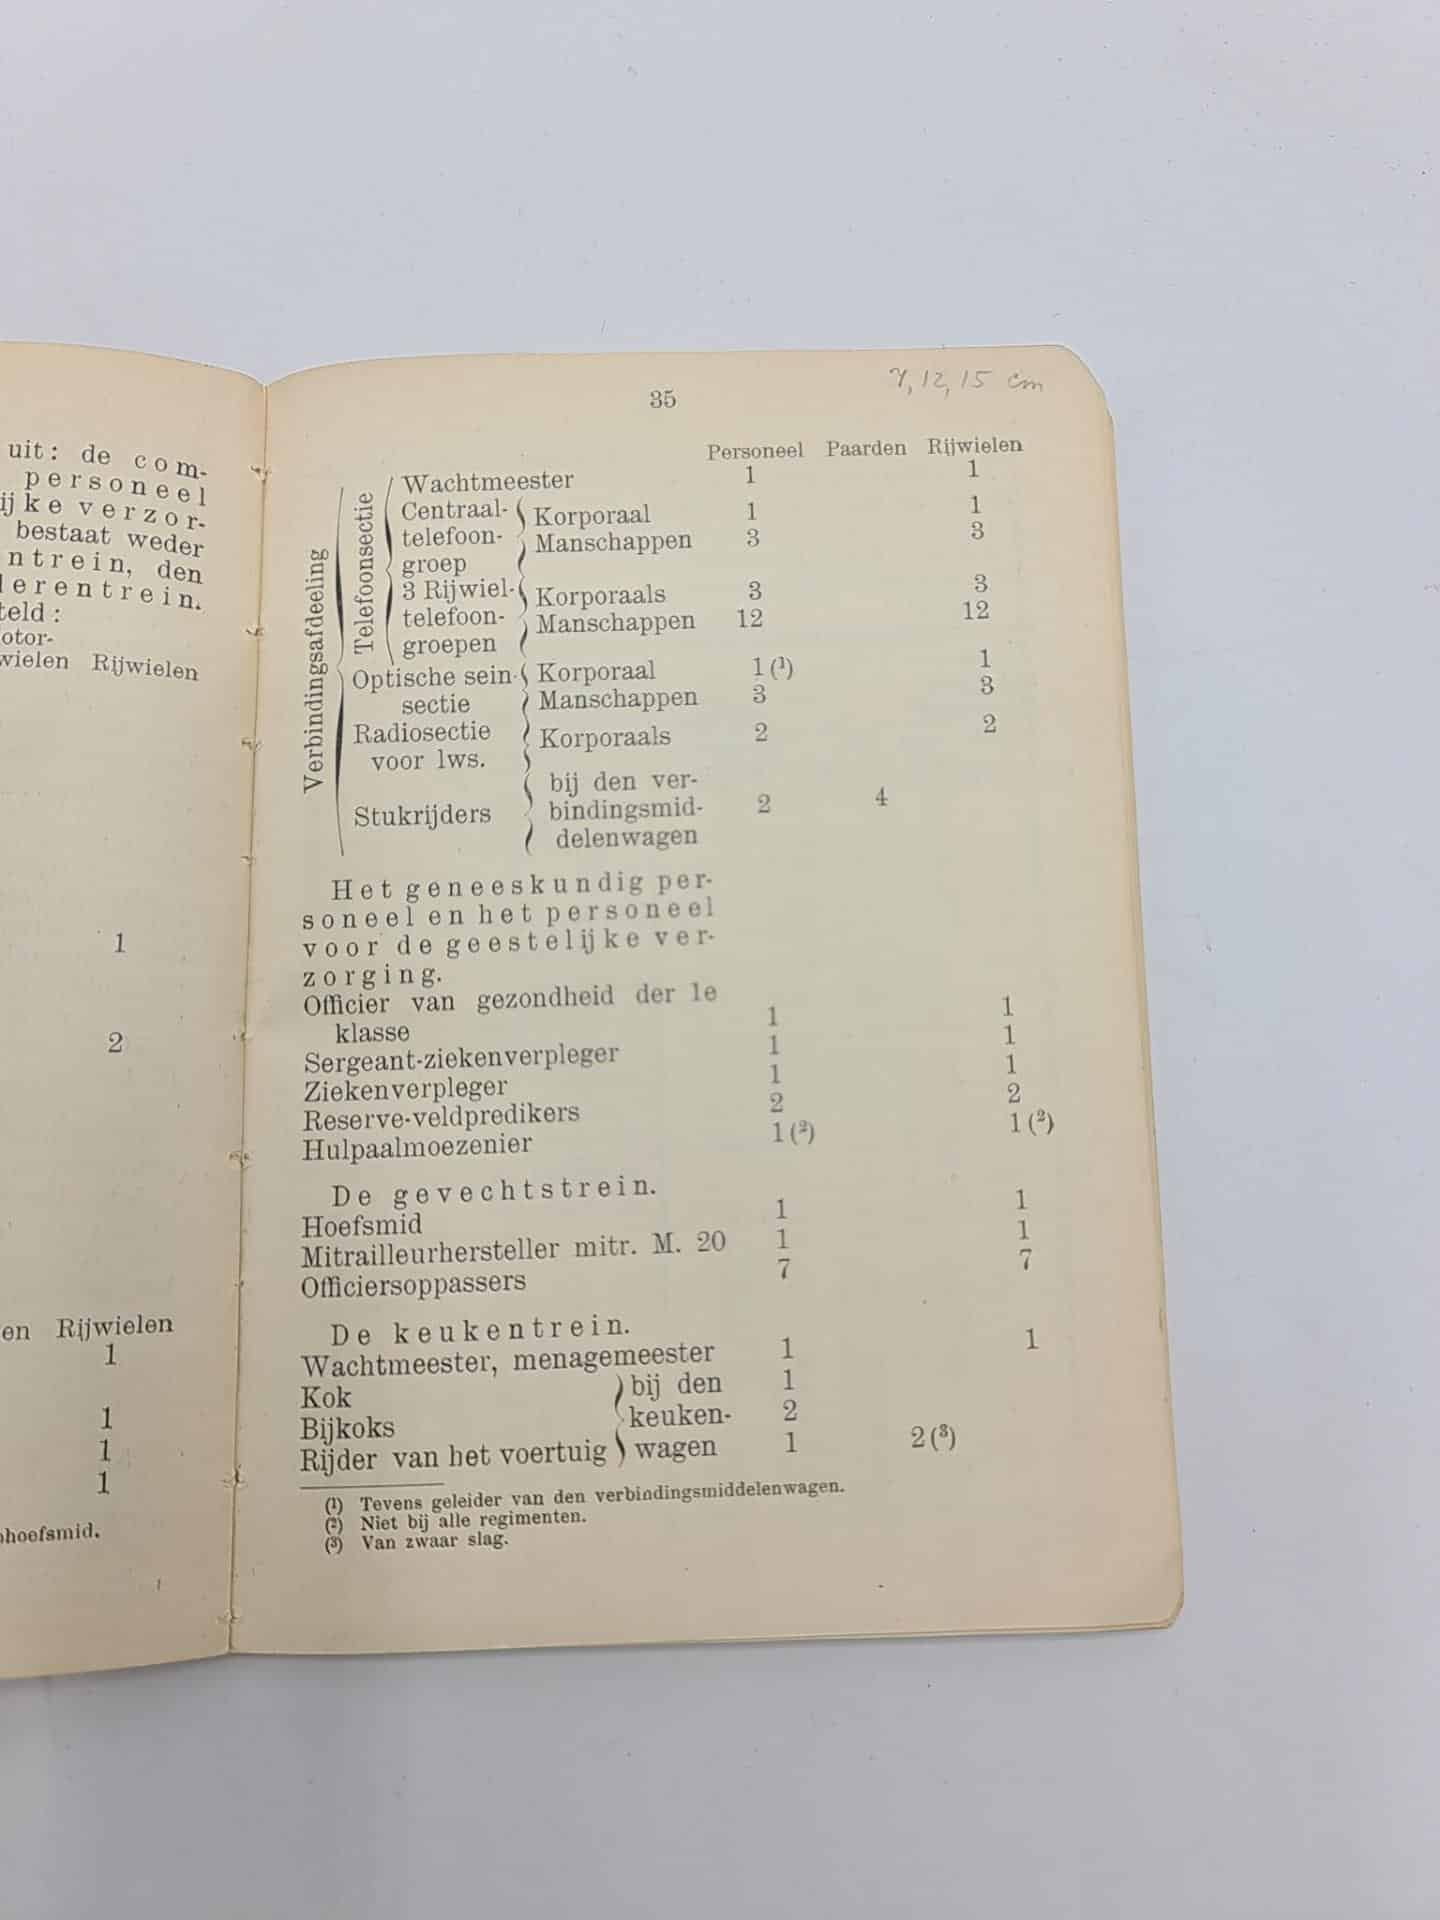 uit: de com-
personeel
ijke verzor-
bestaat weder
ntrein, den
erentrein.
teld:
otor-
wielen Rijwielen
1
2
en Rijwielen
1
1
1
1
hoefsmid.
35
7, 12, 15 cm
Personeel Paarden Rijwielen
Verbindingsafdeeling
Telefoonsectie
Wachtmeester 1 1
Centraal-
telefoon-
groep
Korporaal 1 1
Manschappen 3 3
3 Rijwiel-
telefoon-
groepen
Korporaals 3 3
Manschappen 12 12
Optische sein-
sectie
Korporaal 1 (1) 1
Manschappen 3 3
Radiosectie
voor lws.
Korporaals 2 2
Stukrijders
bij den ver-
bindingsmid- 2 4
delenwagen
Het geneeskundig per-
soneel en het personeel
voor de geestelijke ver-
zorging.
Officier van gezondheid der 1e
klasse 1 1
Sergeant-ziekenverpleger 1 1
Ziekenverpleger 1 1
Reserve-veldpredikers 2 2
Hulpaalmoezenier 1 (2) 1 (2)
De gevechtstrein.
Hoefsmid 1 1
Mitrailleurhersteller mitr. M. 20 1 1
Officiersoppassers 7 7
De keukentrein.
Wachtmeester, menagemeester 1 1
Kok bij den 1
Bijkoks keuken- 2
Rijder van het voertuig wagen 1 2 (3)
(1) Tevens geleider van den verbindingsmiddelenwagen.
(2) Niet bij alle regimenten.
(3) Van zwaar slag.